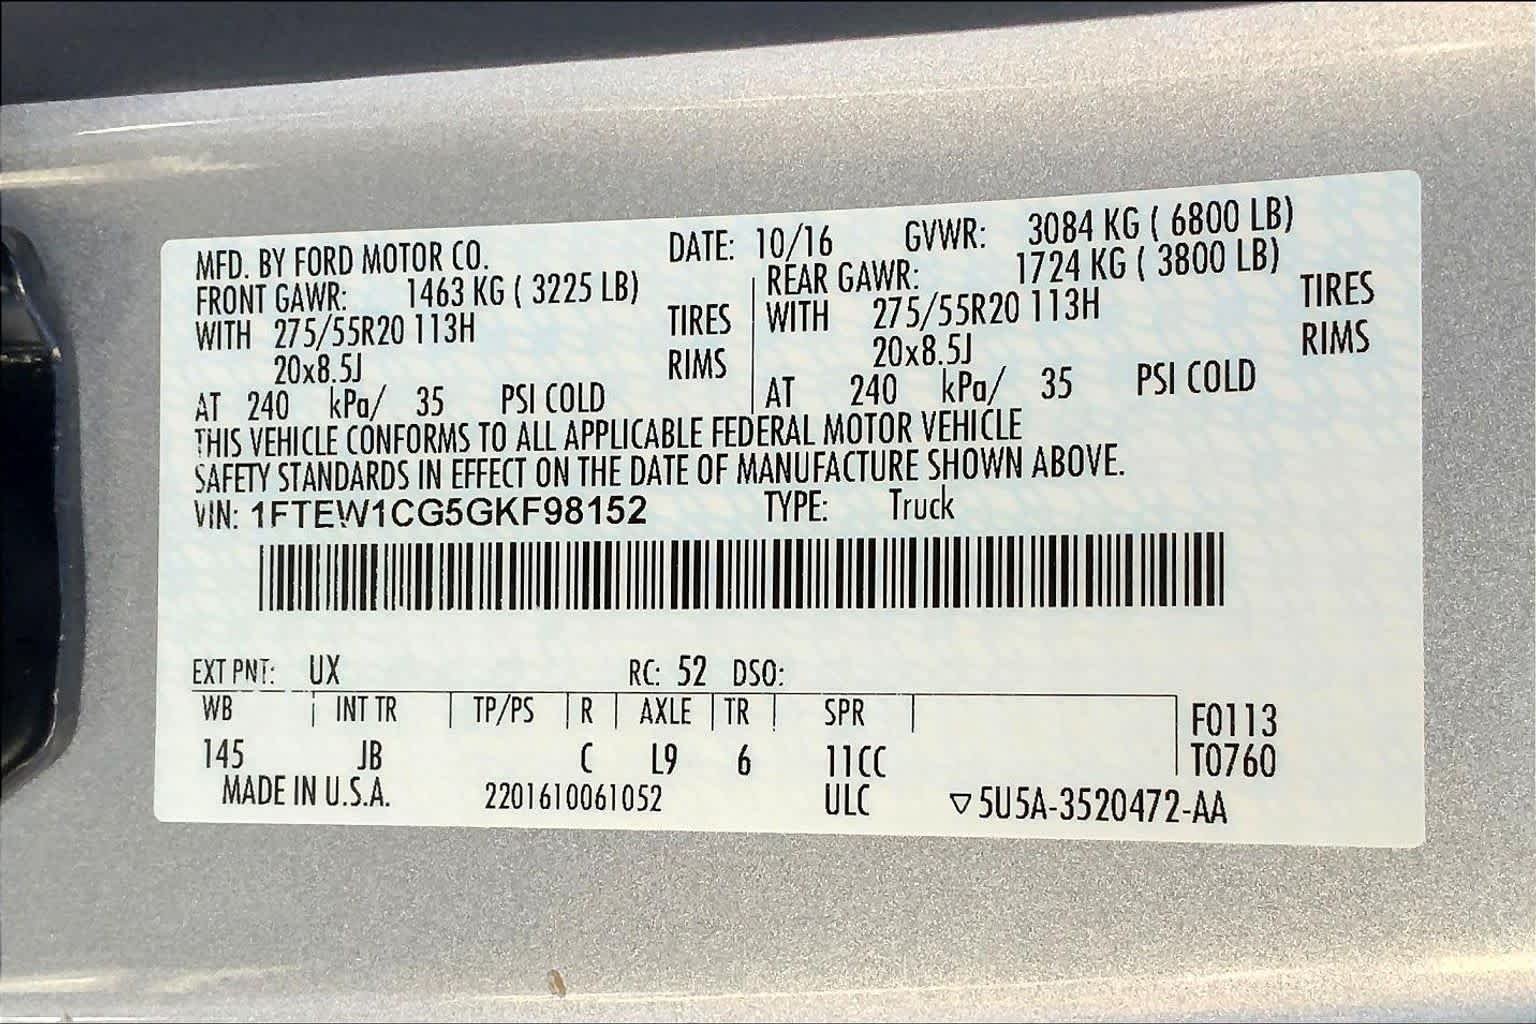 MFD. BY FORD MOTOR CO. DATE: 10/16 GVWR: 3084 KG ( 6800 LB)
FRONT GAWR: 1463 KG ( 3225 LB) REAR GAWR: 1724 KG ( 3800 LB)
WITH 275/55R20 113H TIRES WITH 275/55R20 113H TIRES
20x8.5J RIMS 20x8.5J RIMS
AT 240 kPa/ 35 PSI COLD AT 240 kPa/ 35 PSI COLD
THIS VEHICLE CONFORMS TO ALL APPLICABLE FEDERAL MOTOR VEHICLE
SAFETY STANDARDS IN EFFECT ON THE DATE OF MANUFACTURE SHOWN ABOVE.
VIN: 1FTEW1CG5GKF98152 TYPE: Truck
EXT PNT: UX RC: 52 DSO:
WB INT TR TP/PS R AXLE TR SPR F0113
145 JB C L9 6 11CC T0760
MADE IN U.S.A. 2201610061052 ULC ▽5U5A-3520472-AA